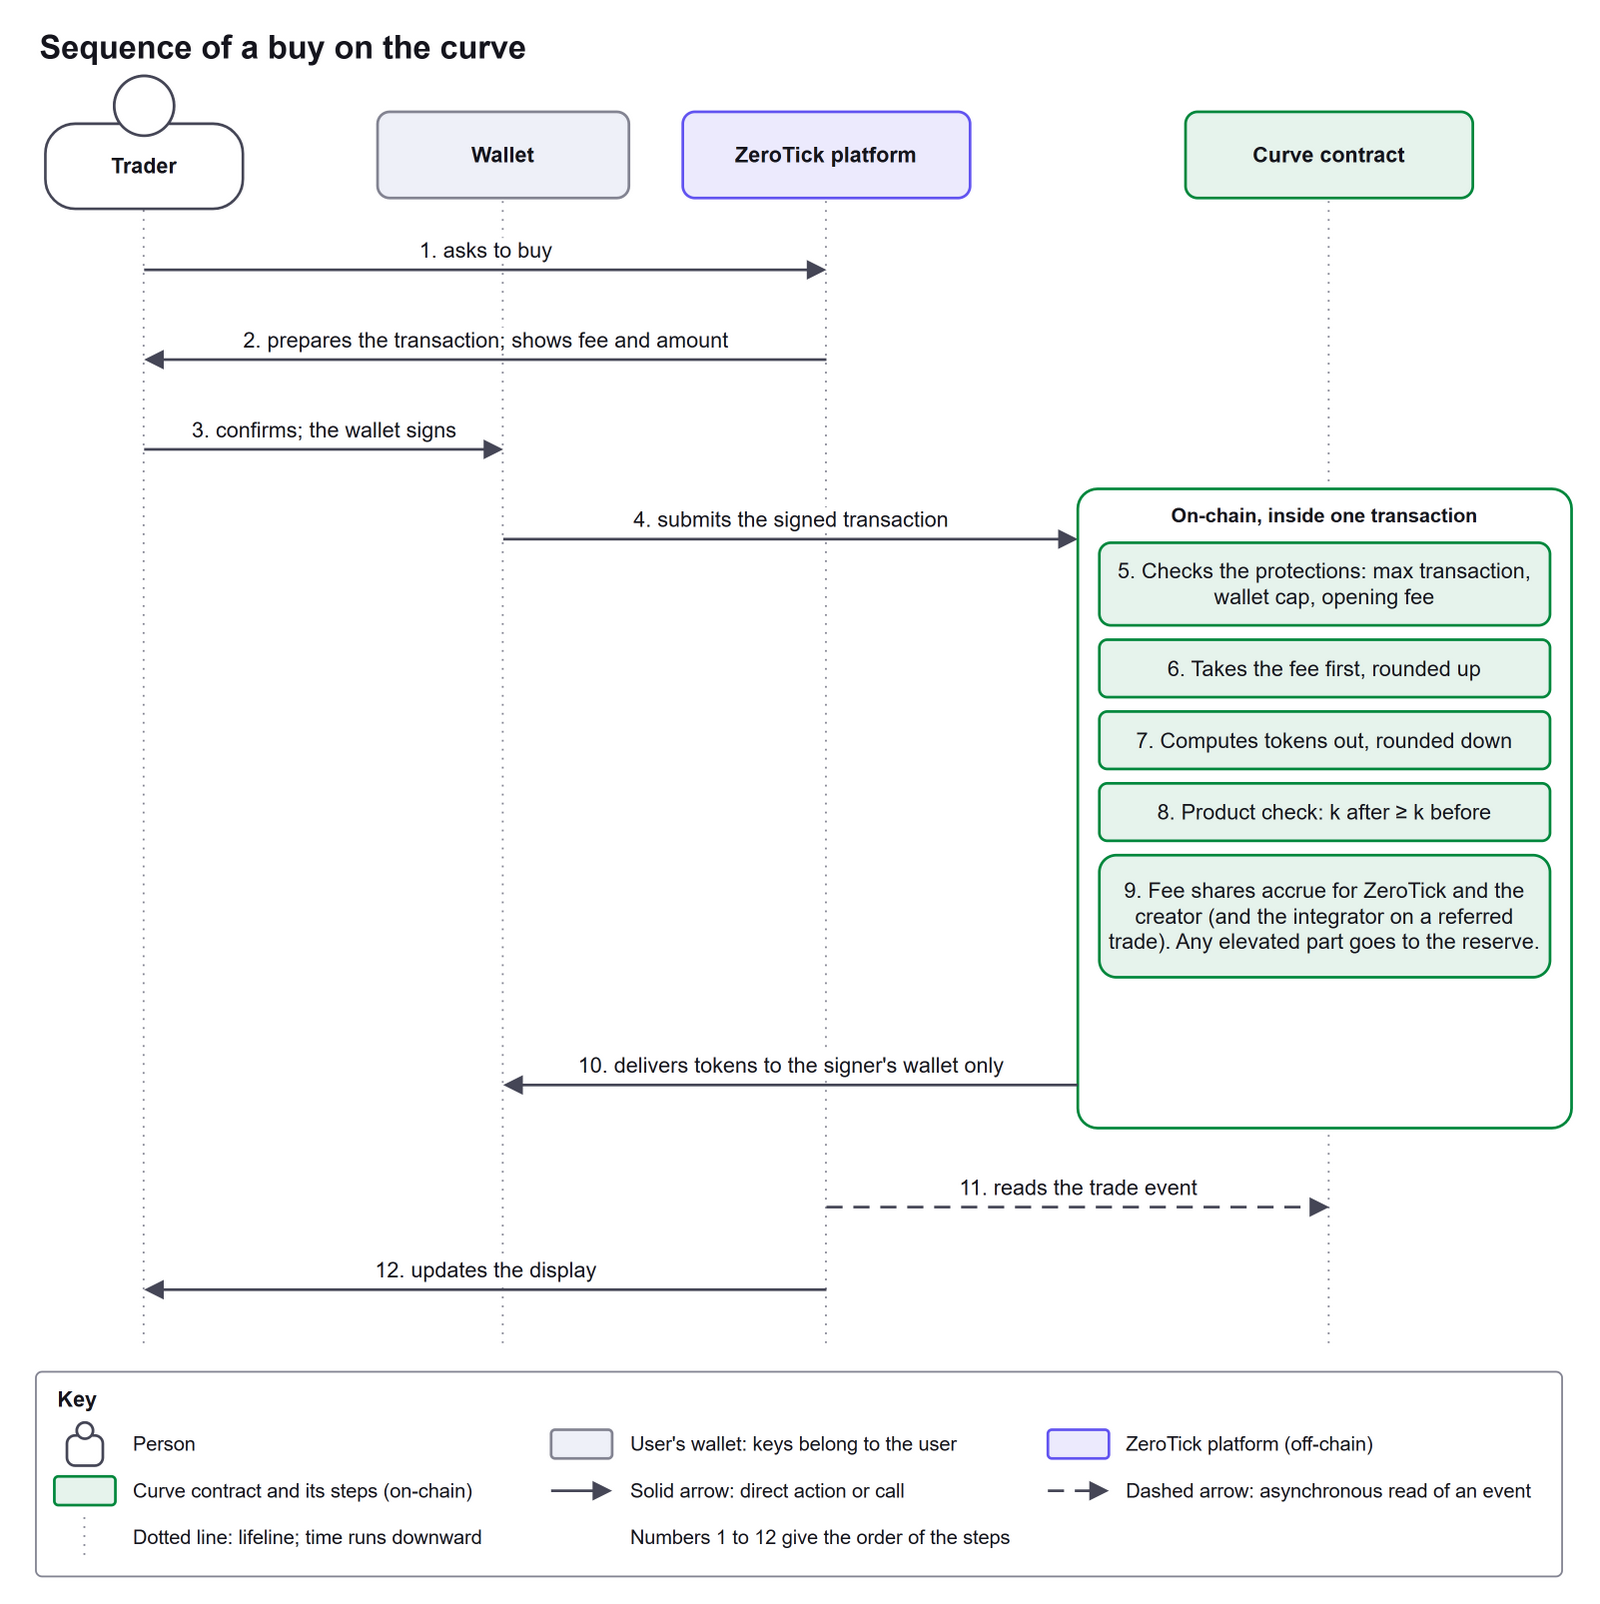 Sequence of a buy on the curve
Trader
Wallet
ZeroTick platform
Curve contract
1. asks to buy
2. prepares the transaction; shows fee and amount
3. confirms; the wallet signs
4. submits the signed transaction
On-chain, inside one transaction
5. Checks the protections: max transaction,
wallet cap, opening fee
6. Takes the fee first, rounded up
7. Computes tokens out, rounded down
8. Product check: k after ≥ k before
9. Fee shares accrue for ZeroTick and the
creator (and the integrator on a referred
trade). Any elevated part goes to the reserve.
10. delivers tokens to the signer's wallet only
11. reads the trade event
12. updates the display
Key
Person
User's wallet: keys belong to the user
ZeroTick platform (off-chain)
Curve contract and its steps (on-chain)
Solid arrow: direct action or call
Dashed arrow: asynchronous read of an event
Dotted line: lifeline; time runs downward
Numbers 1 to 12 give the order of the steps